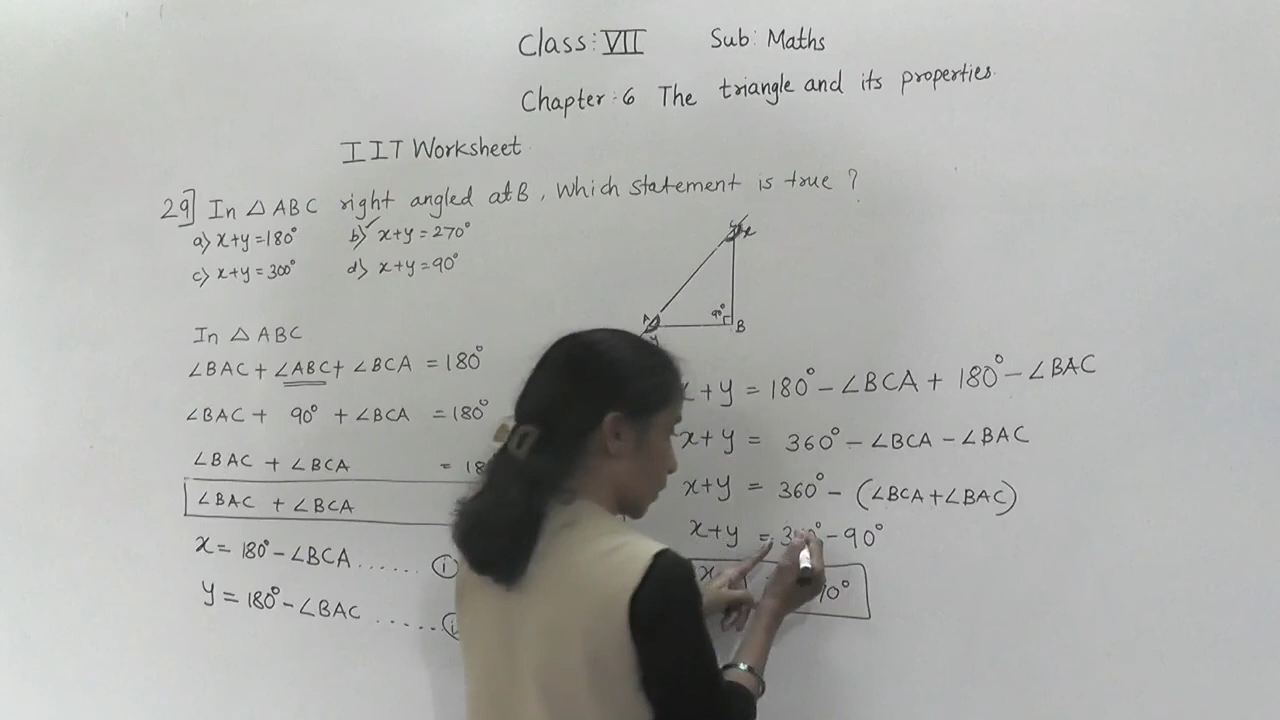 Class: VII Sub: Maths
Chapter: 6 The triangle and its properties.
IIT Worksheet
29] In △ABC right angled at B, Which statement is true ?
a) x+y=180° b) x+y=270°
c) x+y=300° d) x+y=90°
A 90° B
y
In △ABC
∠BAC + ∠ABC + ∠BCA = 180°
∠BAC + 90° + ∠BCA = 180°
∠BAC + ∠BCA =
∠BAC + ∠BCA
x = 180° - ∠BCA ...... (i)
y = 180° - ∠BAC ......
x+y = 180° - ∠BCA + 180° - ∠BAC
x+y = 360° - ∠BCA - ∠BAC
x+y = 360° - (∠BCA + ∠BAC)
x+y = - 90°
x